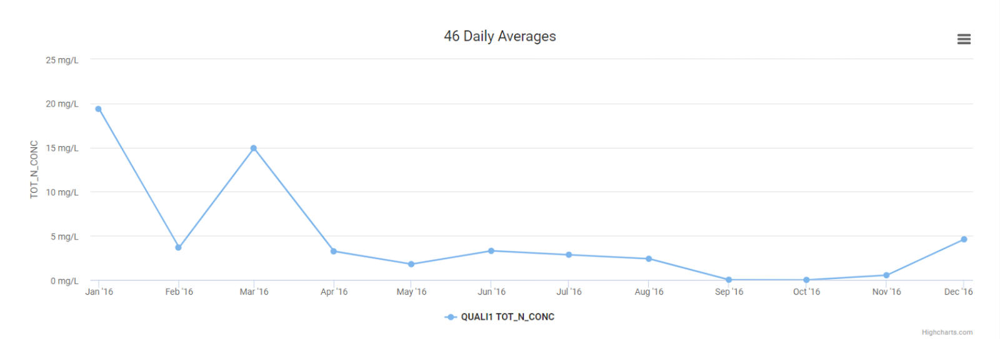 46 Daily Averages
25 mg/L
20 mg/L
15 mg/L
10 mg/L
5 mg/L
0 mg/L
TOT_N_CONC
Jan '16 Feb '16 Mar '16 Apr '16 May '16 Jun '16 Jul '16 Aug '16 Sep '16 Oct '16 Nov '16 Dec '16
QUALI1 TOT_N_CONC
Highcharts.com